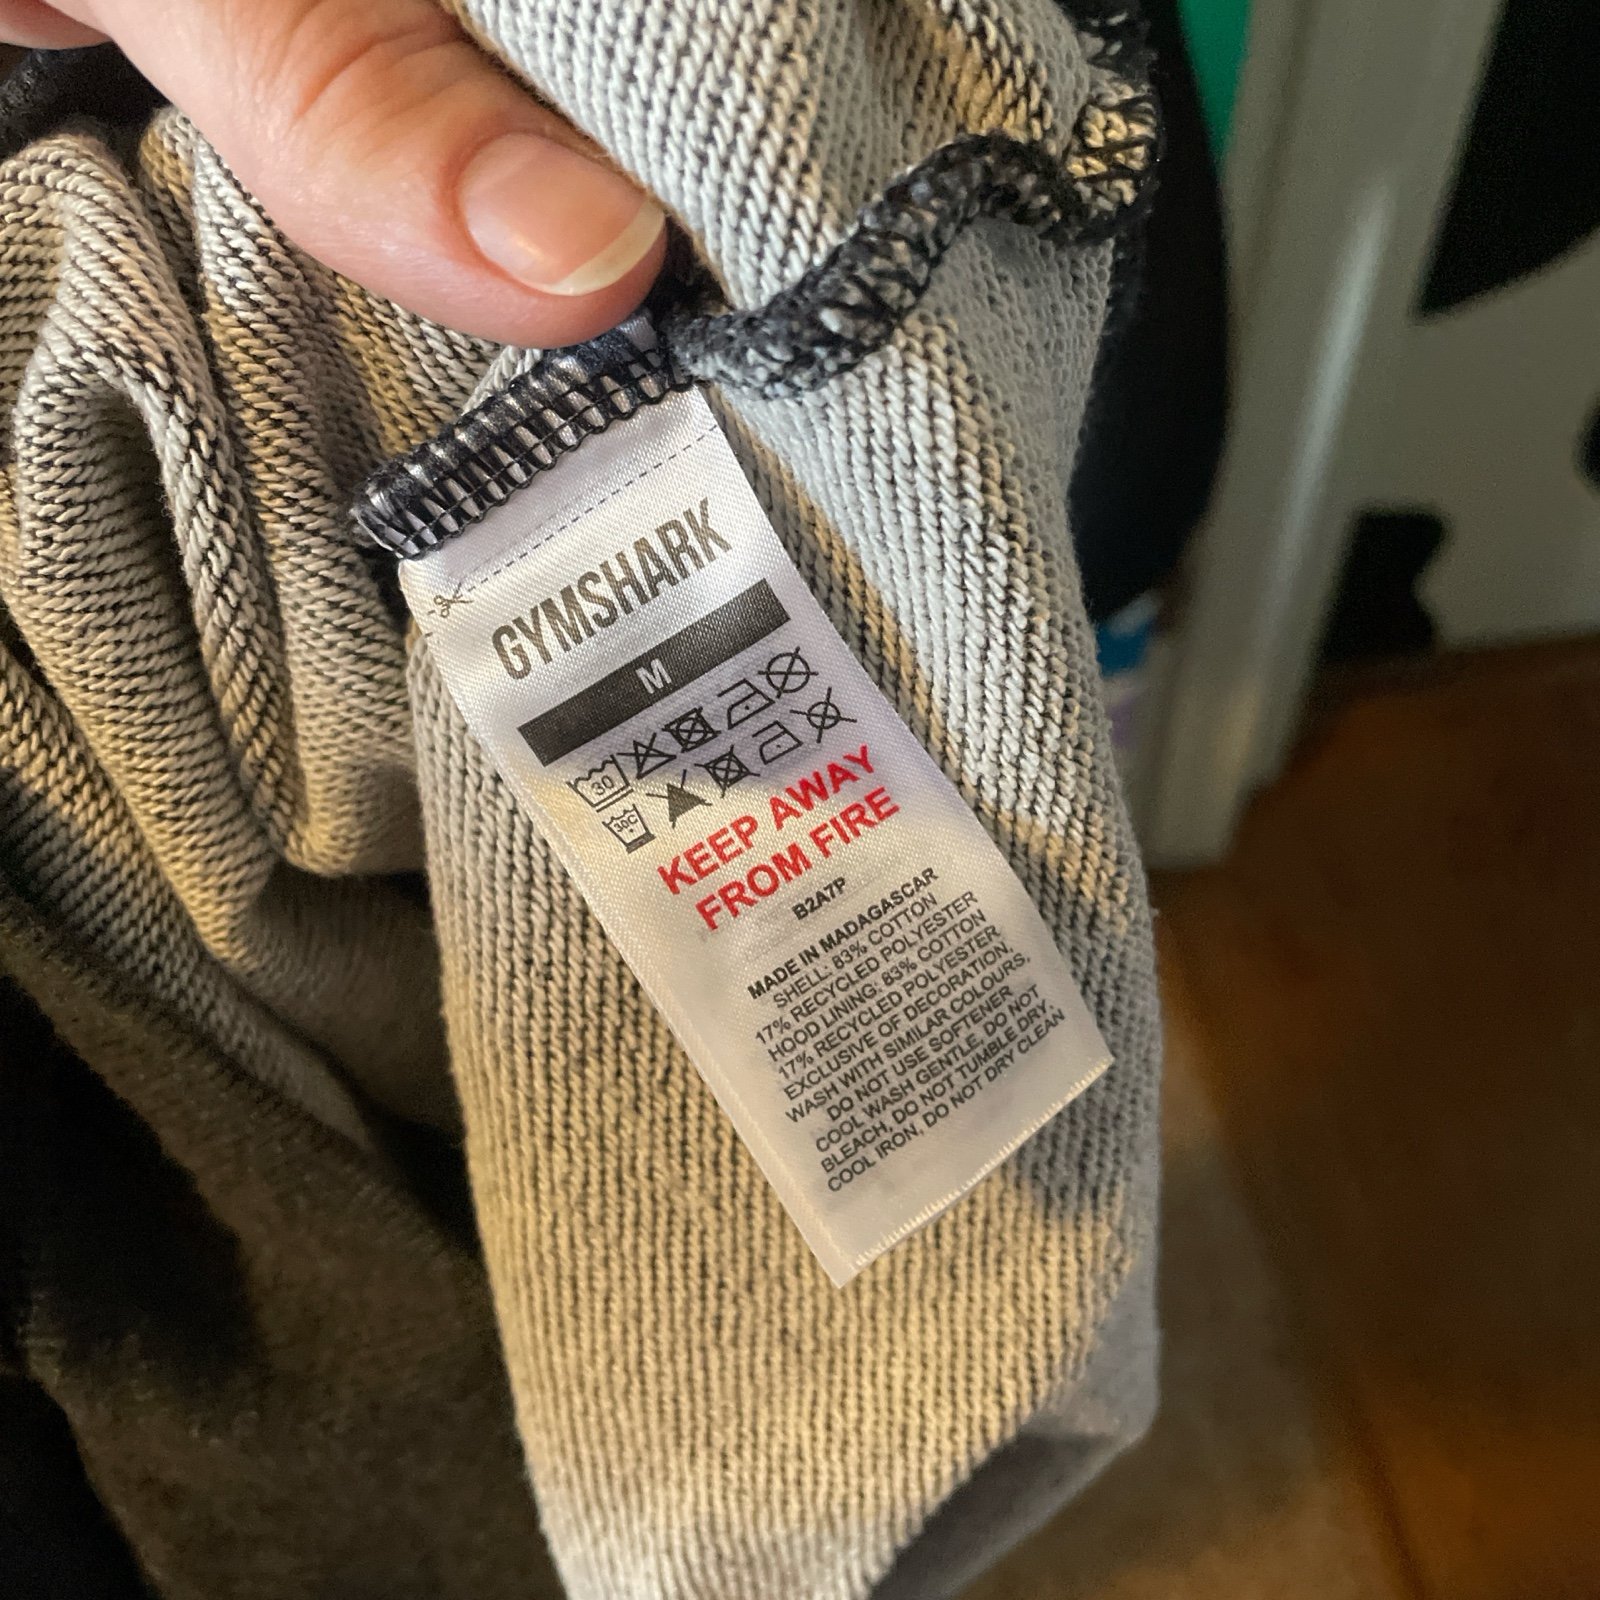 GYMSHARK
M
30
30C
KEEP AWAY
FROM FIRE
B2A7P
MADE IN MADAGASCAR
SHELL: 83% COTTON
17% RECYCLED POLYESTER
HOOD LINING: 83% COTTON
17% RECYCLED POLYESTER
EXCLUSIVE OF DECORATION.
WASH WITH SIMILAR COLOURS.
DO NOT USE SOFTENER
COOL WASH GENTLE, DO NOT
BLEACH, DO NOT TUMBLE DRY,
COOL IRON, DO NOT DRY CLEAN